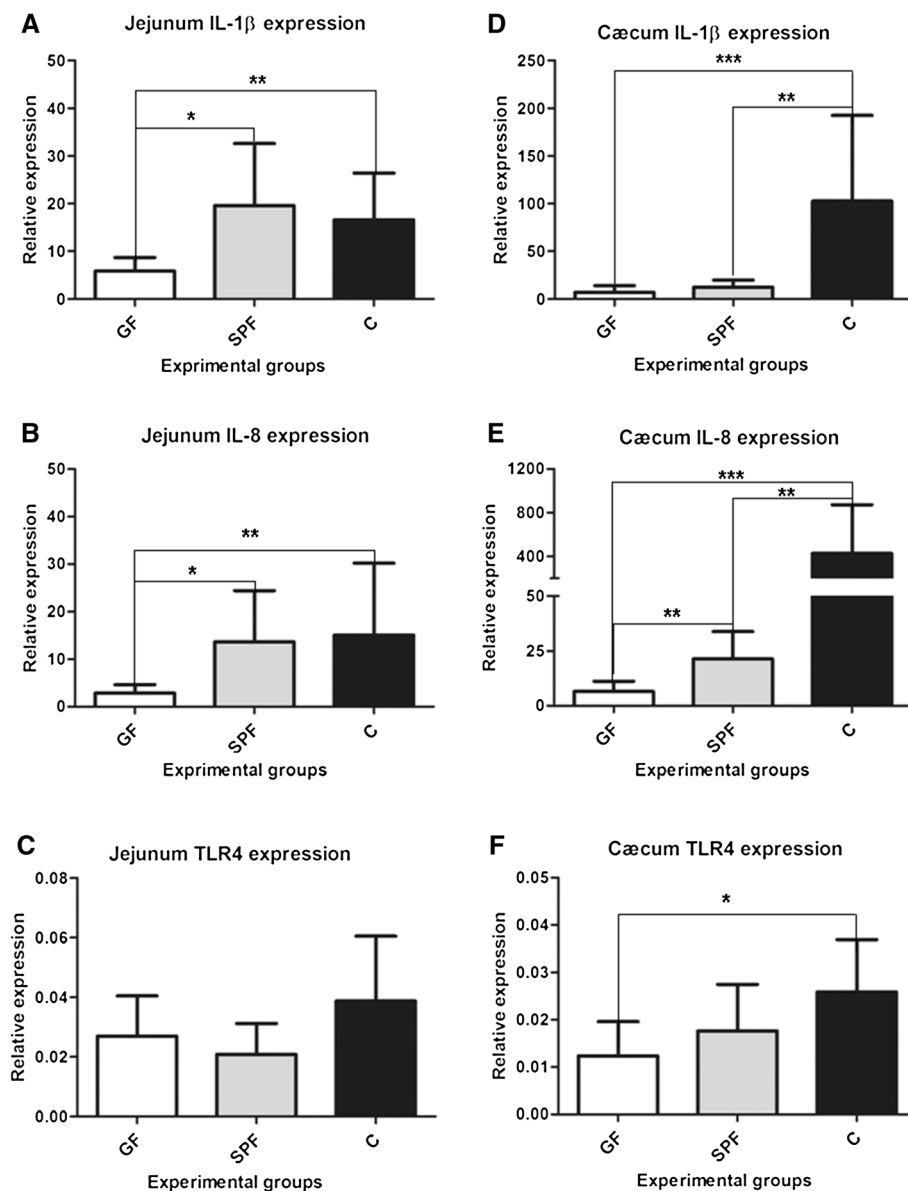 A
Jejunum IL-1β expression
Relative expression
50
40
30
20
10
0
**
*
GF
SPF
C
Exprimental groups
D
Cæcum IL-1β expression
Relative expression
250
200
150
100
50
0
***
**
GF
SPF
C
Experimental groups
B
Jejunum IL-8 expression
Relative expression
50
40
30
20
10
0
**
*
GF
SPF
C
Exprimental groups
E
Cæcum IL-8 expression
Relative expression
1200
800
400
50
25
0
***
**
**
GF
SPF
C
Experimental groups
C
Jejunum TLR4 expression
Relative expression
0.08
0.06
0.04
0.02
0.00
GF
SPF
C
Experimental groups
F
Cæcum TLR4 expression
Relative expression
0.05
0.04
0.03
0.02
0.01
0.00
*
GF
SPF
C
Experimental groups